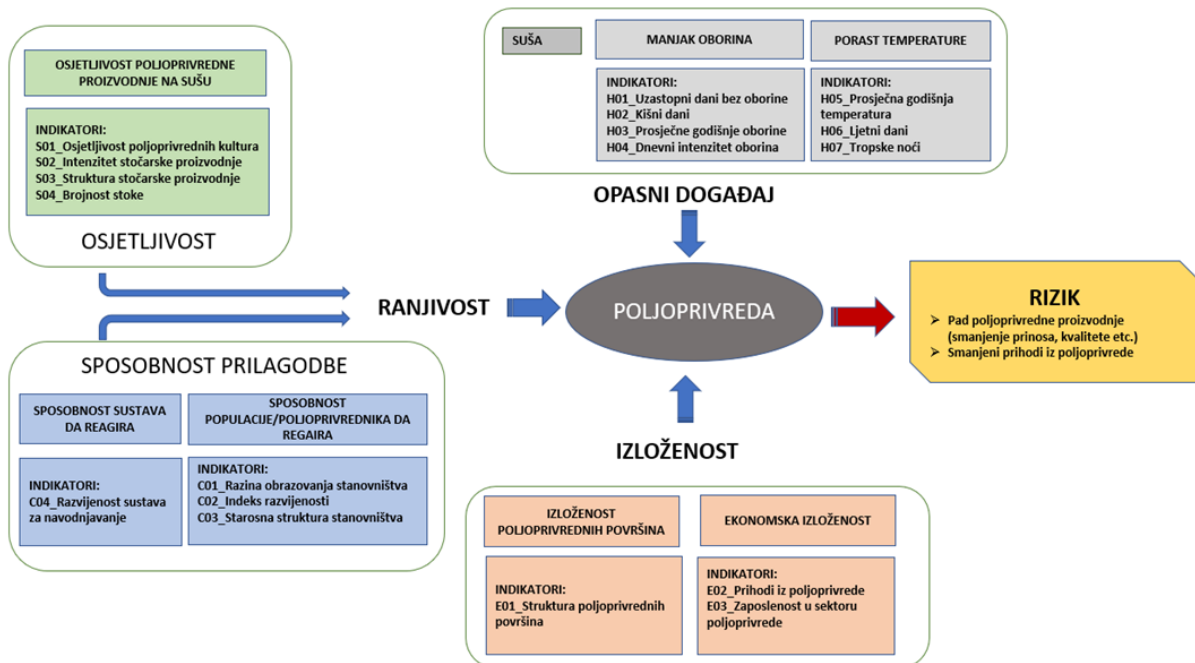 OSJETLJIVOST POLJOPRIVREDNE
PROIZVODNJE NA SUŠU
INDIKATORI:
S01_Osjetljivost poljoprivrednih kultura
S02_Intenzitet stočarske proizvodnje
S03_Struktura stočarske proizvodnje
S04_Brojnost stoke
OSJETLJIVOST
SUŠA
MANJAK OBORINA
INDIKATORI:
H01_Uzastopni dani bez oborine
H02_Kišni dani
H03_Prosječne godišnje oborine
H04_Dnevni intenzitet oborina
PORAST TEMPERATURE
INDIKATORI:
H05_Prosječna godišnja
temperatura
H06_Ljetni dani
H07_Tropske noći
OPASNI DOGAĐAJ
RANJIVOST
POLJOPRIVREDA
RIZIK
➢ Pad poljoprivredne proizvodnje
(smanjenje prinosa, kvalitete etc.)
➢ Smanjeni prihodi iz poljoprivrede
SPOSOBNOST PRILAGODBE
SPOSOBNOST SUSTAVA
DA REAGIRA
INDIKATORI:
C04_Razvijenost sustava
za navodnjavanje
SPOSOBNOST
POPULACIJE/POLJOPRIVREDNIKA DA
REGAIRA
INDIKATORI:
C01_Razina obrazovanja stanovništva
C02_Indeks razvijenosti
C03_Starosna struktura stanovništva
IZLOŽENOST
IZLOŽENOST
POLJOPRIVREDNIH POVRŠINA
INDIKATORI:
E01_Struktura poljoprivrednih
površina
EKONOMSKA IZLOŽENOST
INDIKATORI:
E02_Prihodi iz poljoprivrede
E03_Zaposlenost u sektoru
poljoprivrede